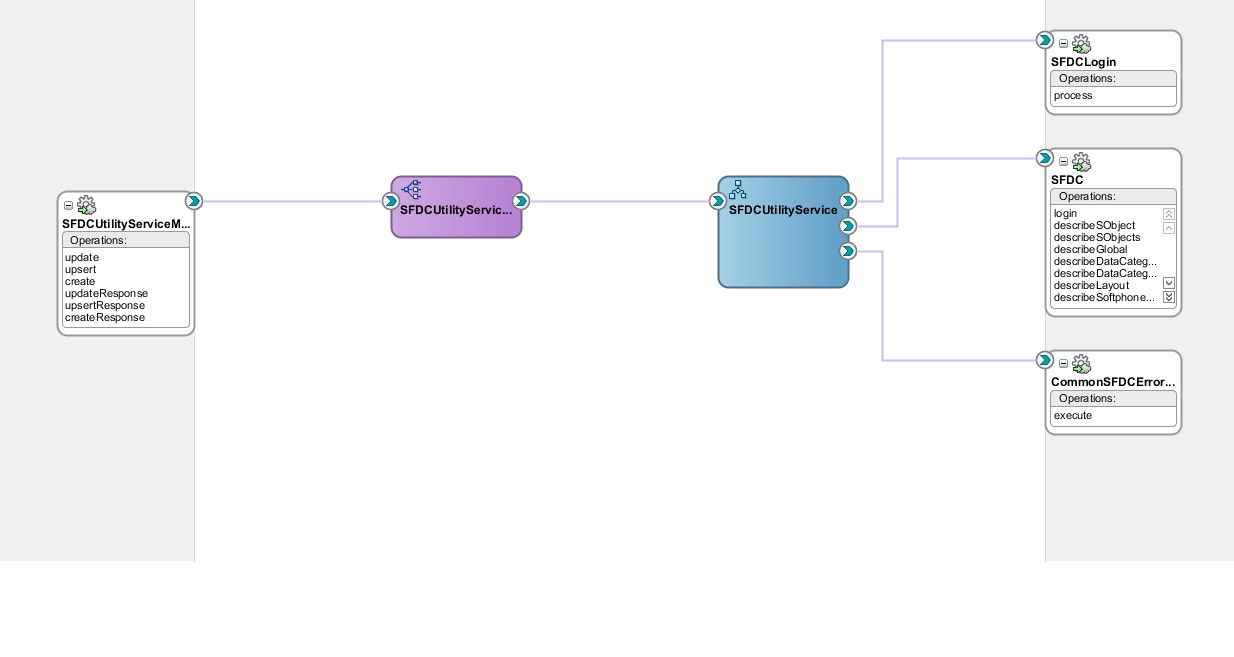 SFDCUtilityServiceM...
Operations:
update
upsert
create
updateResponse
upsertResponse
createResponse
SFDCUtilityServic...
SFDCUtilityService
SFDCLogin
Operations:
process
SFDC
Operations:
login
describeSObject
describeSObjects
describeGlobal
describeDataCateg...
describeDataCateg...
describeLayout
describeSoftphone...
CommonSFDCError...
Operations:
execute